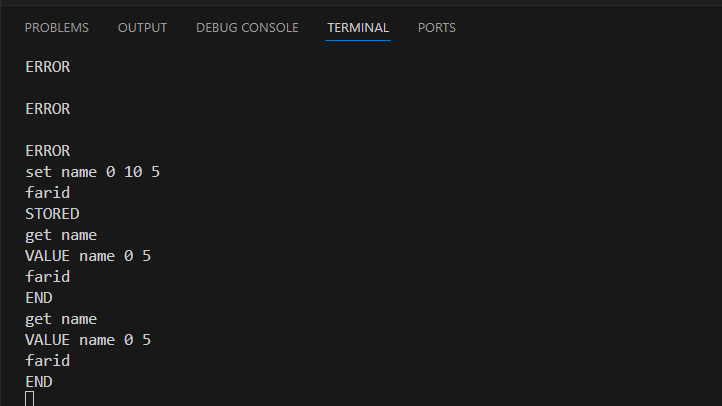 PROBLEMS OUTPUT DEBUG CONSOLE TERMINAL PORTS
ERROR
ERROR
ERROR
set name 0 10 5
farid
STORED
get name
VALUE name 0 5
farid
END
get name
VALUE name 0 5
farid
END